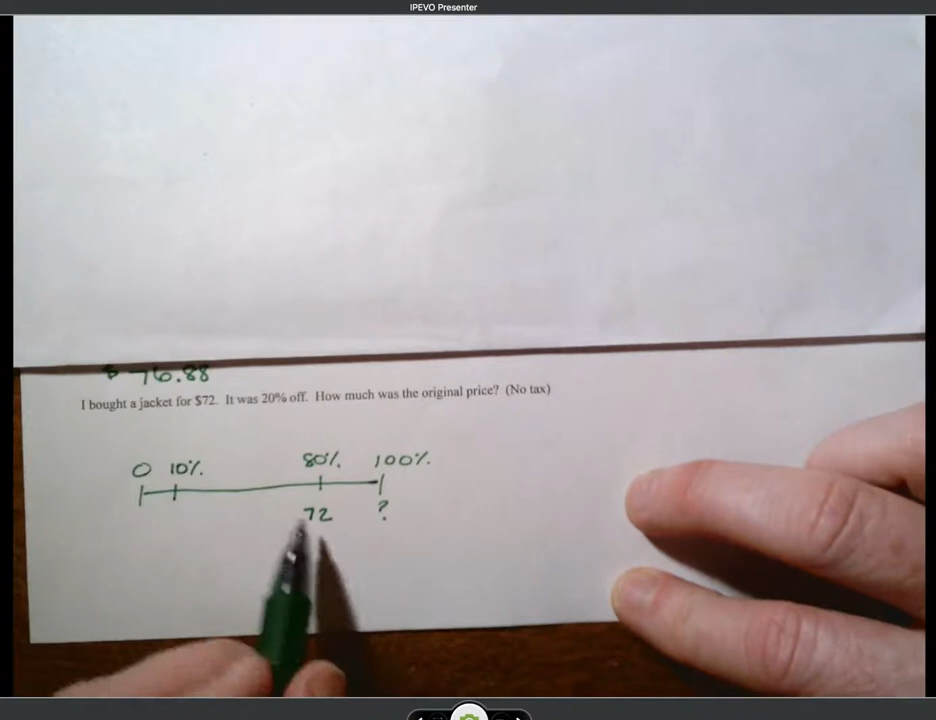 IPEVO Presenter
$ 76.88
I bought a jacket for $72. It was 20% off. How much was the original price? (No tax)
0 10% 80% 100%
72 ?